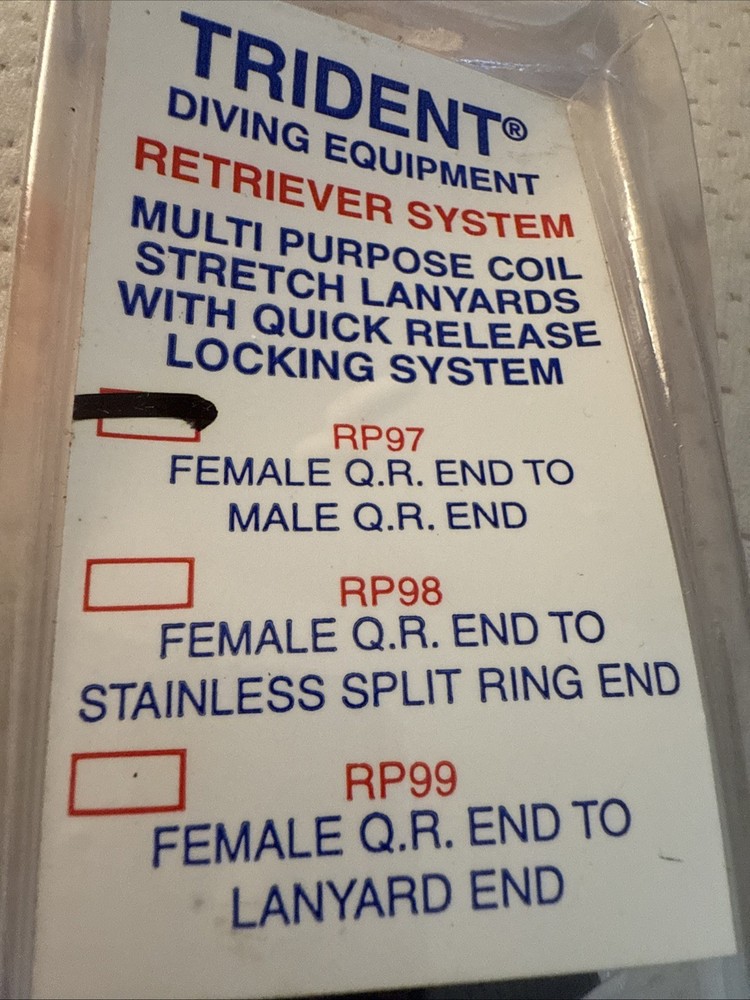 TRIDENT®
DIVING EQUIPMENT
RETRIEVER SYSTEM
MULTI PURPOSE COIL
STRETCH LANYARDS
WITH QUICK RELEASE
LOCKING SYSTEM
RP97
FEMALE Q.R. END TO
MALE Q.R. END
RP98
FEMALE Q.R. END TO
STAINLESS SPLIT RING END
RP99
FEMALE Q.R. END TO
LANYARD END